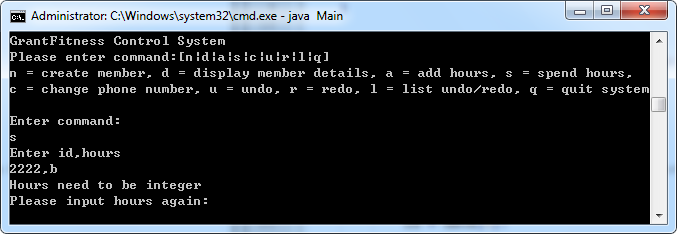 Administrator: C:\Windows\system32\cmd.exe - java Main
GrantFitness Control System
Please enter command:[n¦d¦a¦s¦c¦u¦r¦l¦q]
n = create member, d = display member details, a = add hours, s = spend hours,
c = change phone number, u = undo, r = redo, l = list undo/redo, q = quit system
Enter command:
s
Enter id,hours
2222,b
Hours need to be integer
Please input hours again: